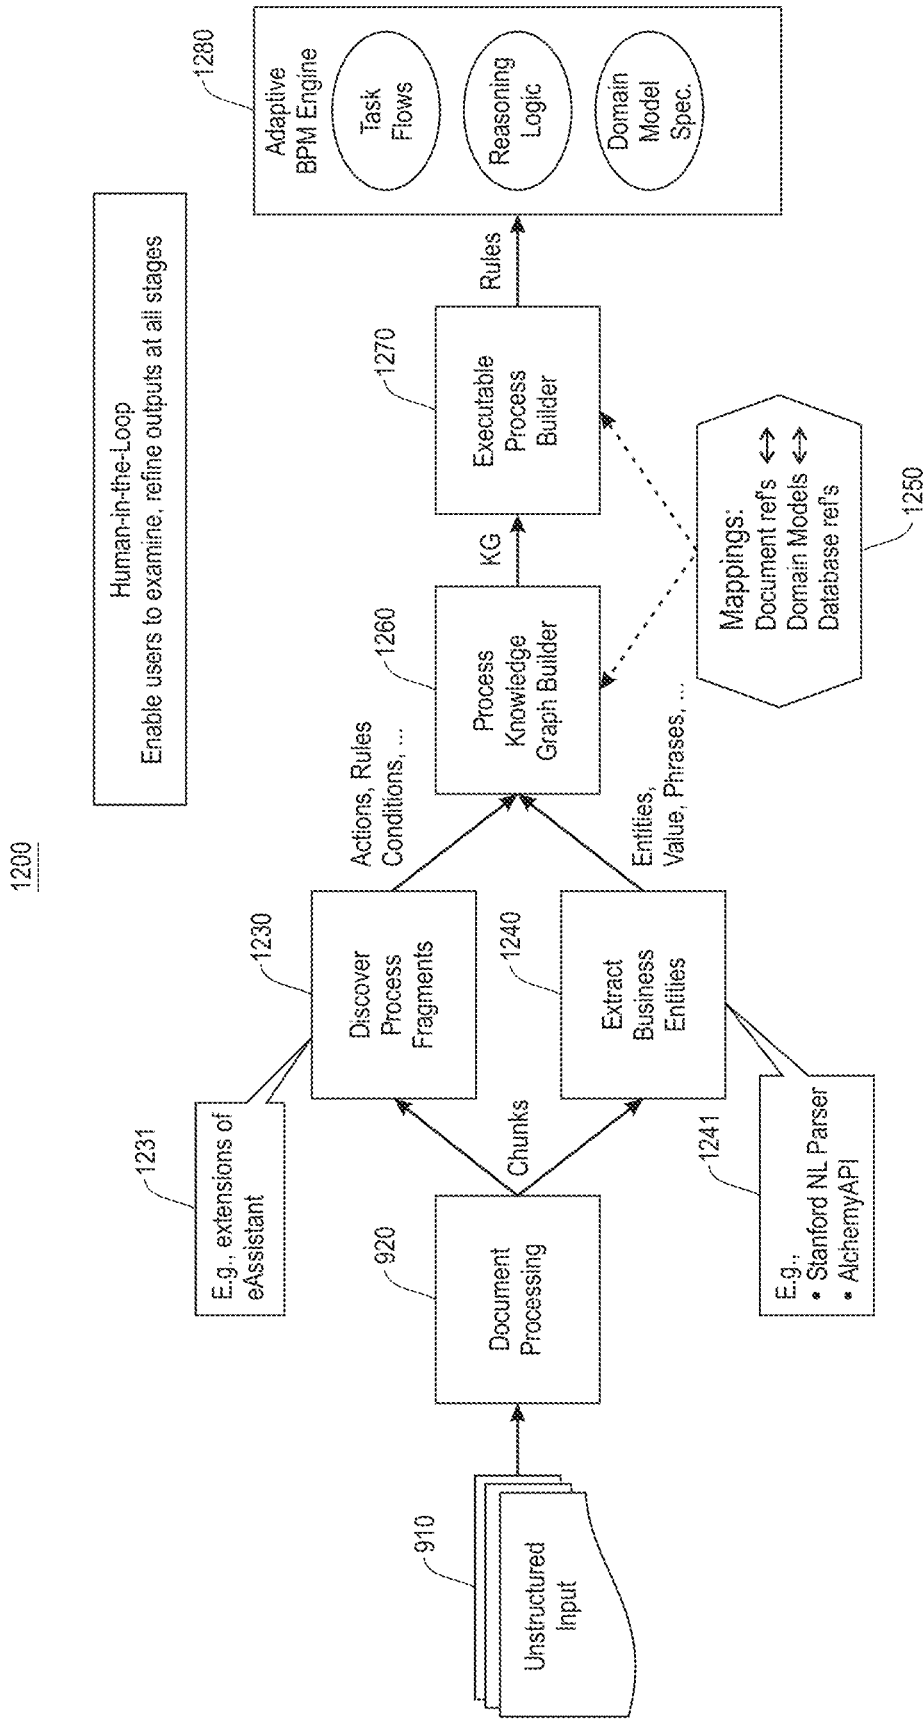 1200
Human-in-the-Loop
Enable users to examine, refine outputs at all stages
910
Unstructured
Input
920
Document
Processing
Chunks
1231
E.g., extensions of
eAssistant
1230
Discover
Process
Fragments
1240
Extract
Business
Entities
1241
E.g.,
• Stanford NL Parser
• AlchemyAPI
Actions, Rules
Conditions, ...
Entities,
Value, Phrases, ...
1260
Process
Knowledge
Graph Builder
KG
1270
Executable
Process
Builder
Rules
Mappings:
Document ref's ↔
Domain Models ↔
Database ref's
1250
1280
Adaptive
BPM Engine
Task
Flows
Reasoning
Logic
Domain
Model
Spec.